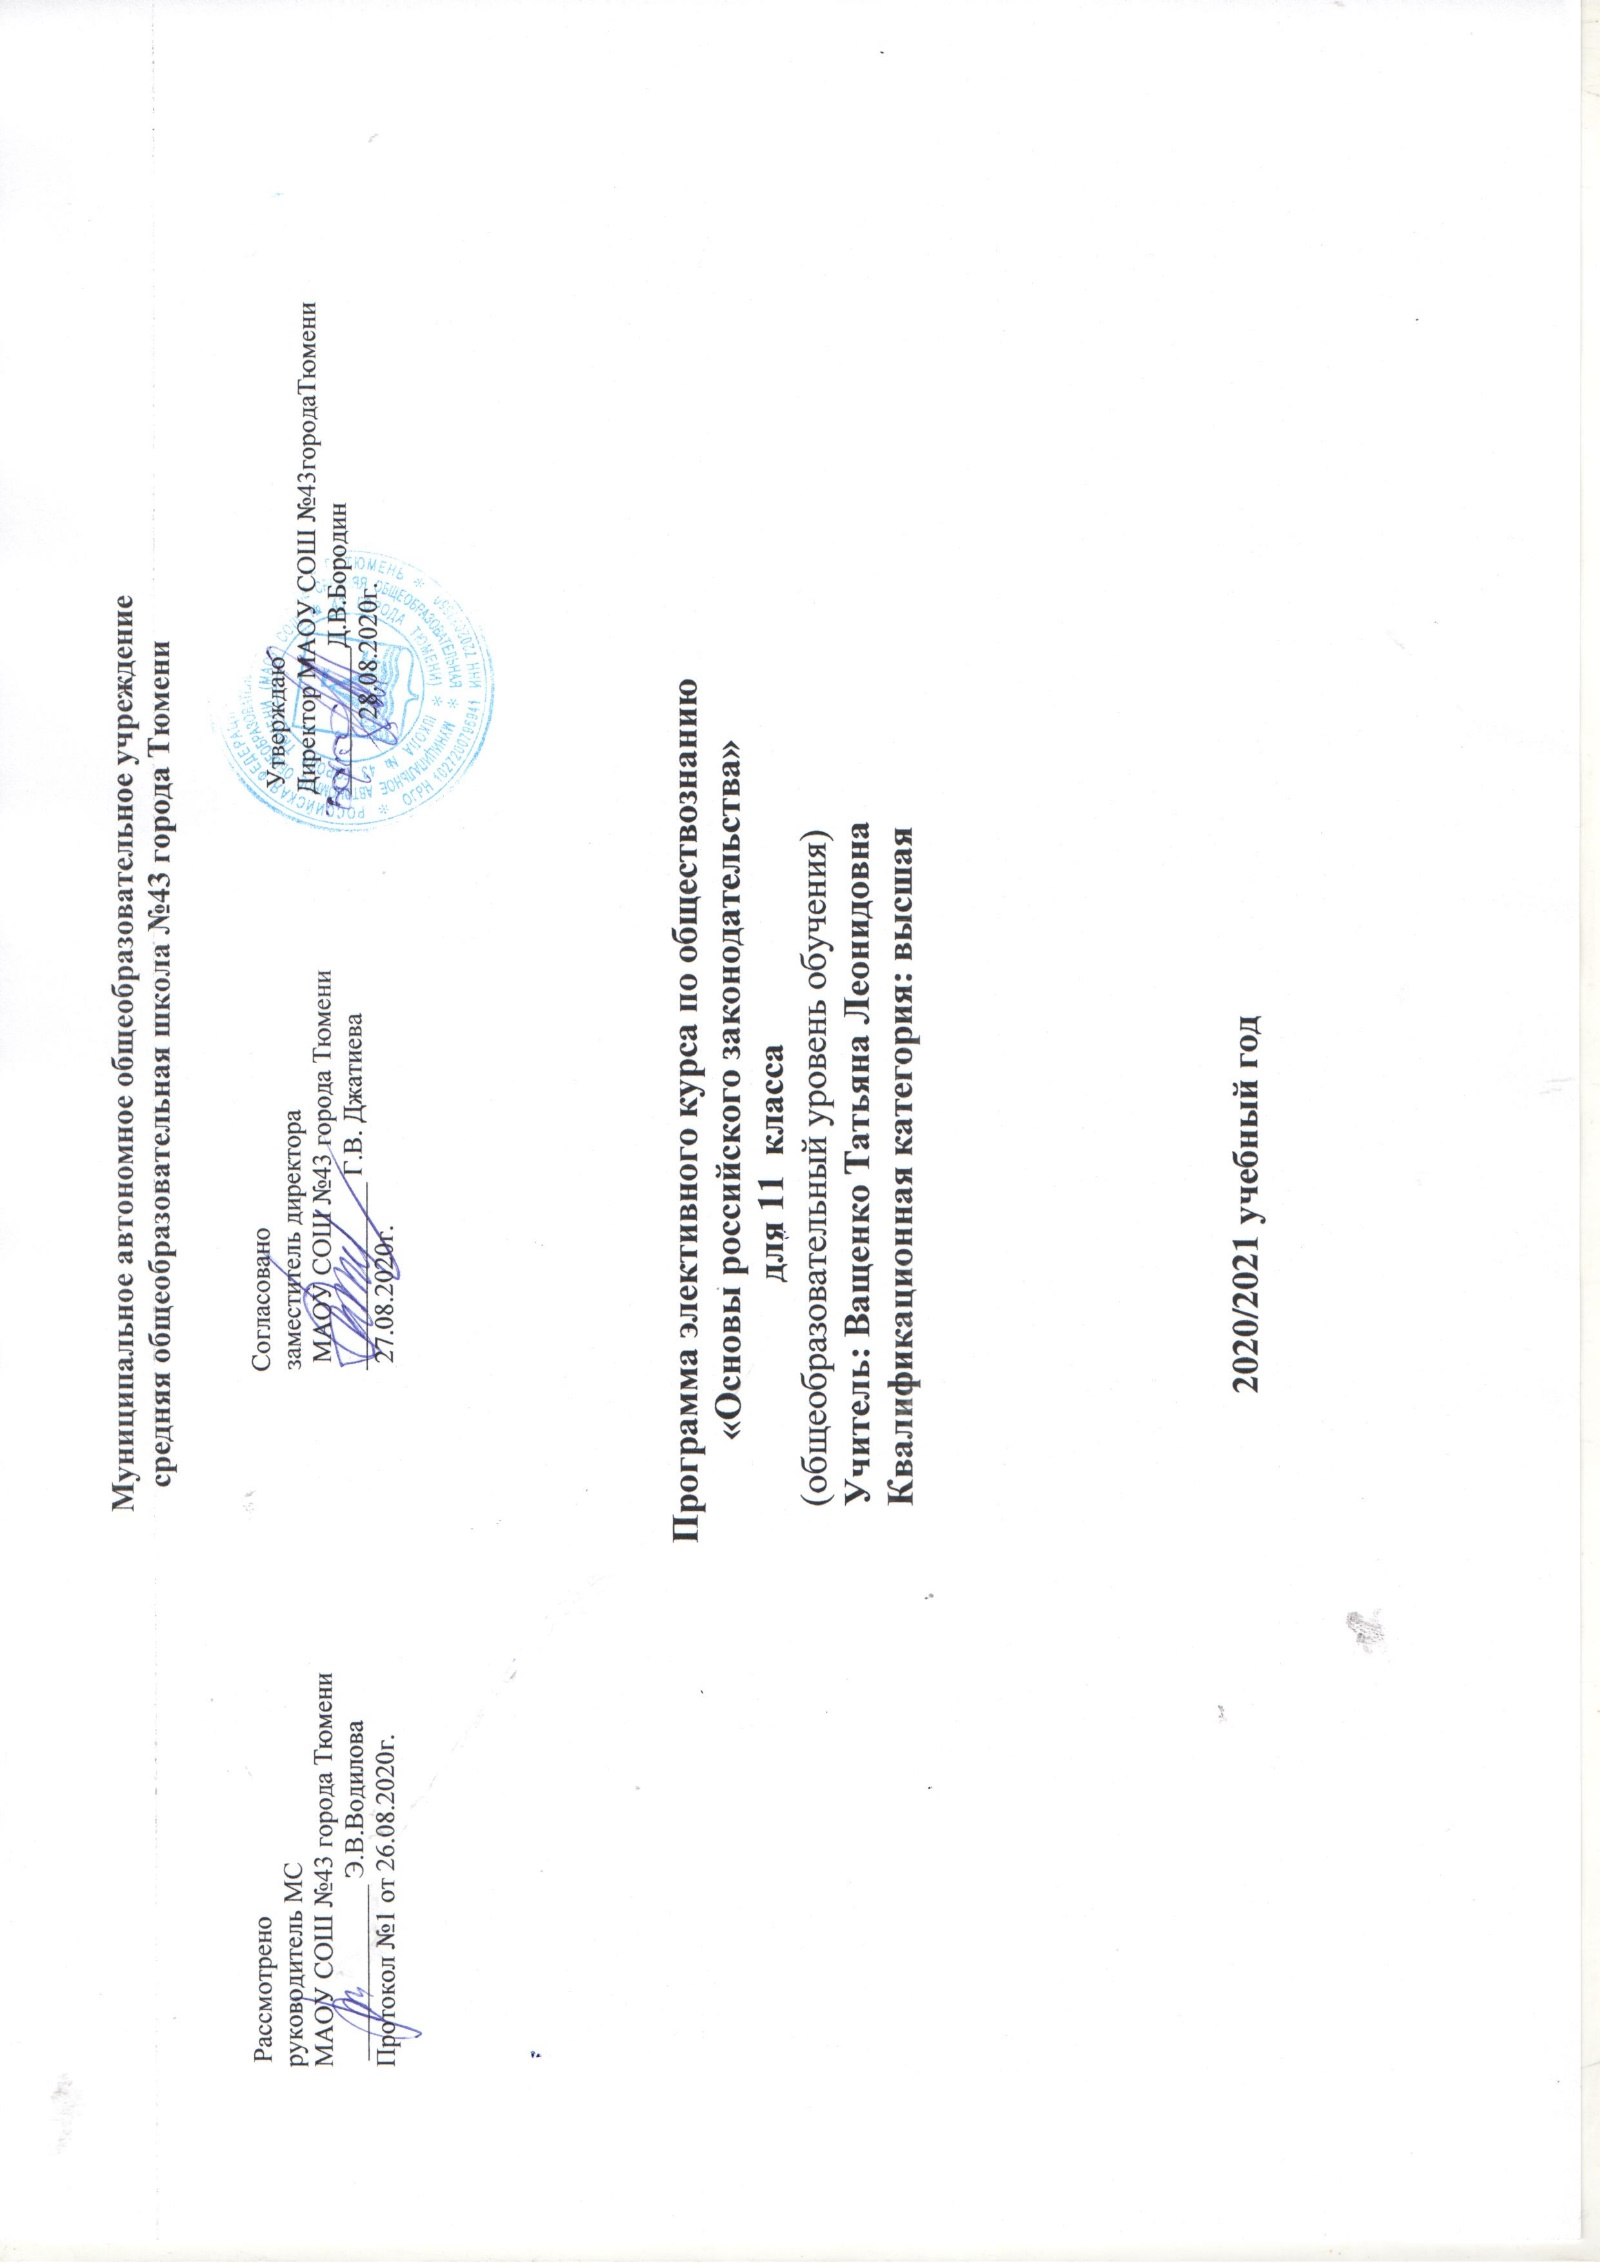 Муниципальное автономное общеобразовательное учреждение
средняя общеобразовательная школа №43 города Тюмени
Рассмотрено
руководитель МС
МАОУ СОШ №43 города Тюмени
Э.В.Водилова
Протокол №1 от 26.08.2020г.
Согласовано
заместитель директора
МАОУ СОШ №43 города Тюмени
Г.В. Джатиева
27.08.2020г.
Утверждаю
Директор МАОУ СОШ №43городаТюмени
Д.В.Бородин
28.08.2020г.
Программа элективного курса по обществознанию
«Основы российского законодательства»
для 11 класса
(общеобразовательный уровень обучения)
Учитель: Ващенко Татьяна Леонидовна
Квалификационная категория: высшая
2020/2021 учебный год